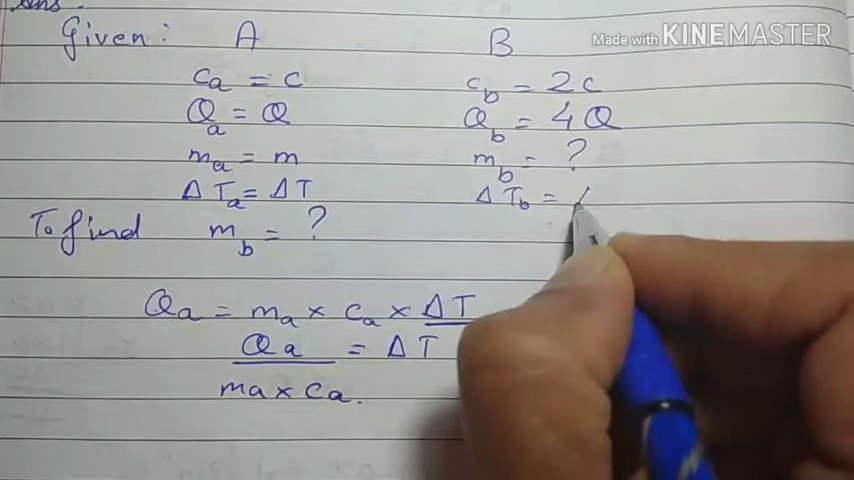 Ans.
Given: A B
Made with KINEMASTER
ca = c cb = 2c
Qa = Q Qb = 4Q
ma = m mb = ?
ΔTa = ΔT ΔTb =
To find mb = ?
Qa = ma × ca × ΔT
Qa = ΔT
ma × ca.